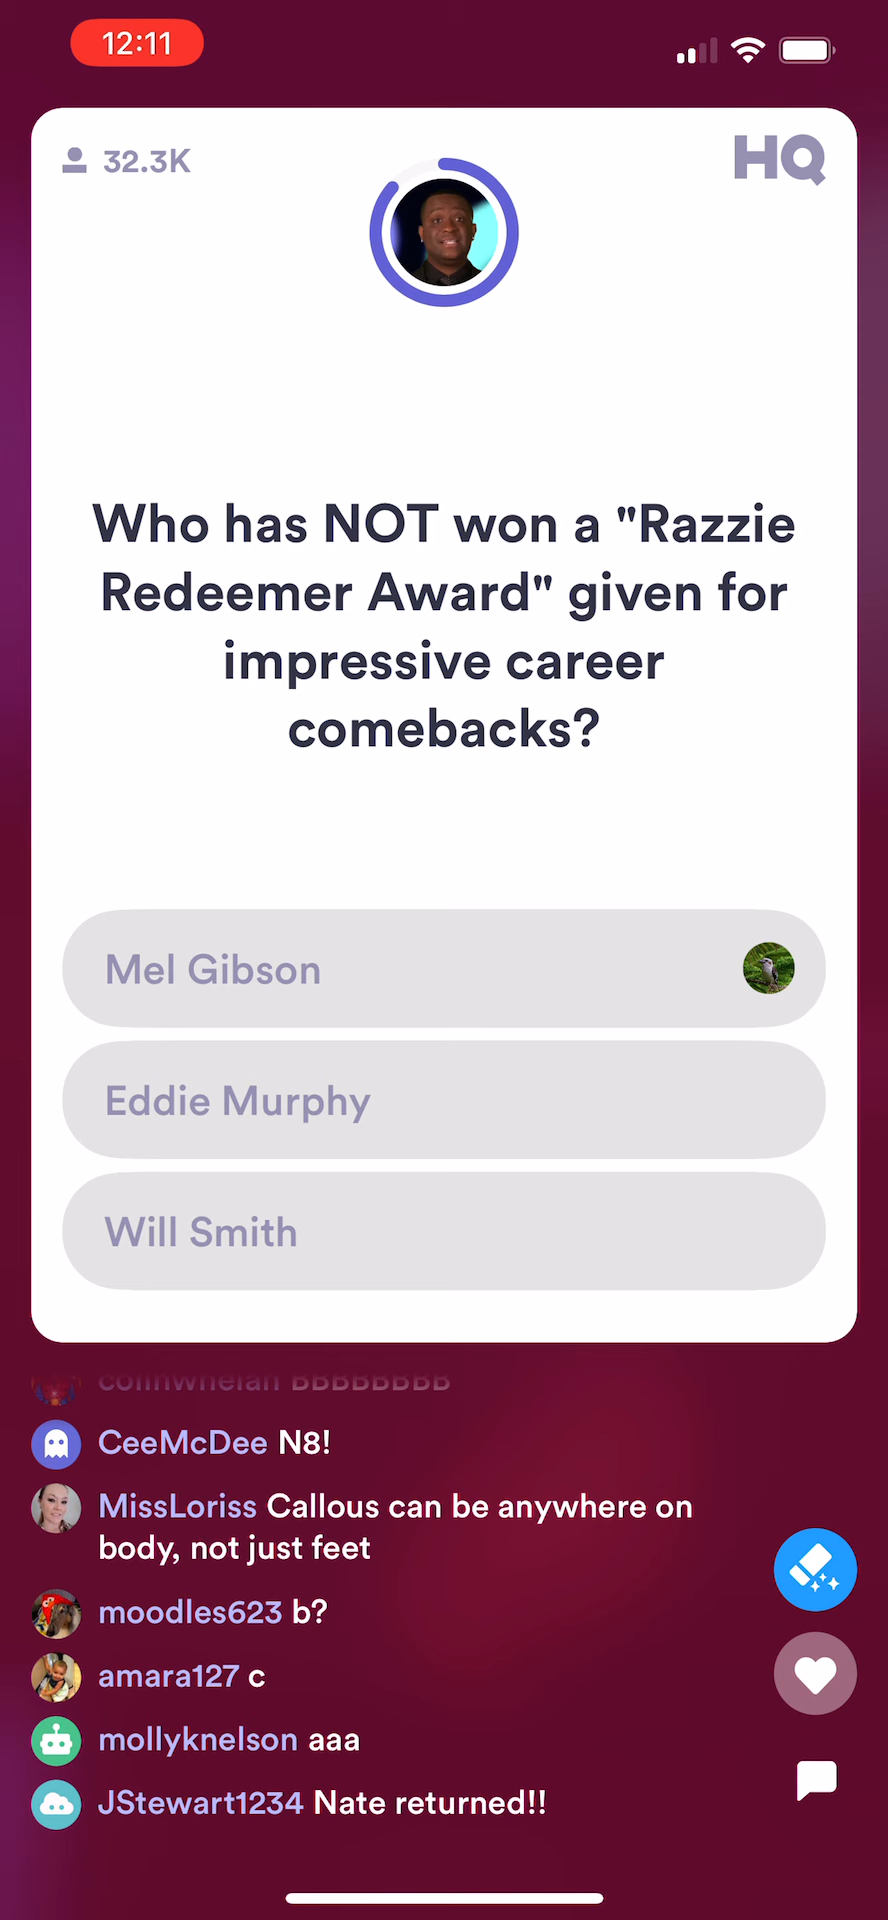 12:11
32.3K
HQ
Who has NOT won a "Razzie
Redeemer Award" given for
impressive career
comebacks?
Mel Gibson
Eddie Murphy
Will Smith
colinwhelan BBBBBBBB
CeeMcDee N8!
MissLoriss Callous can be anywhere on
body, not just feet
moodles623 b?
amara127 c
mollyknelson aaa
JStewart1234 Nate returned!!